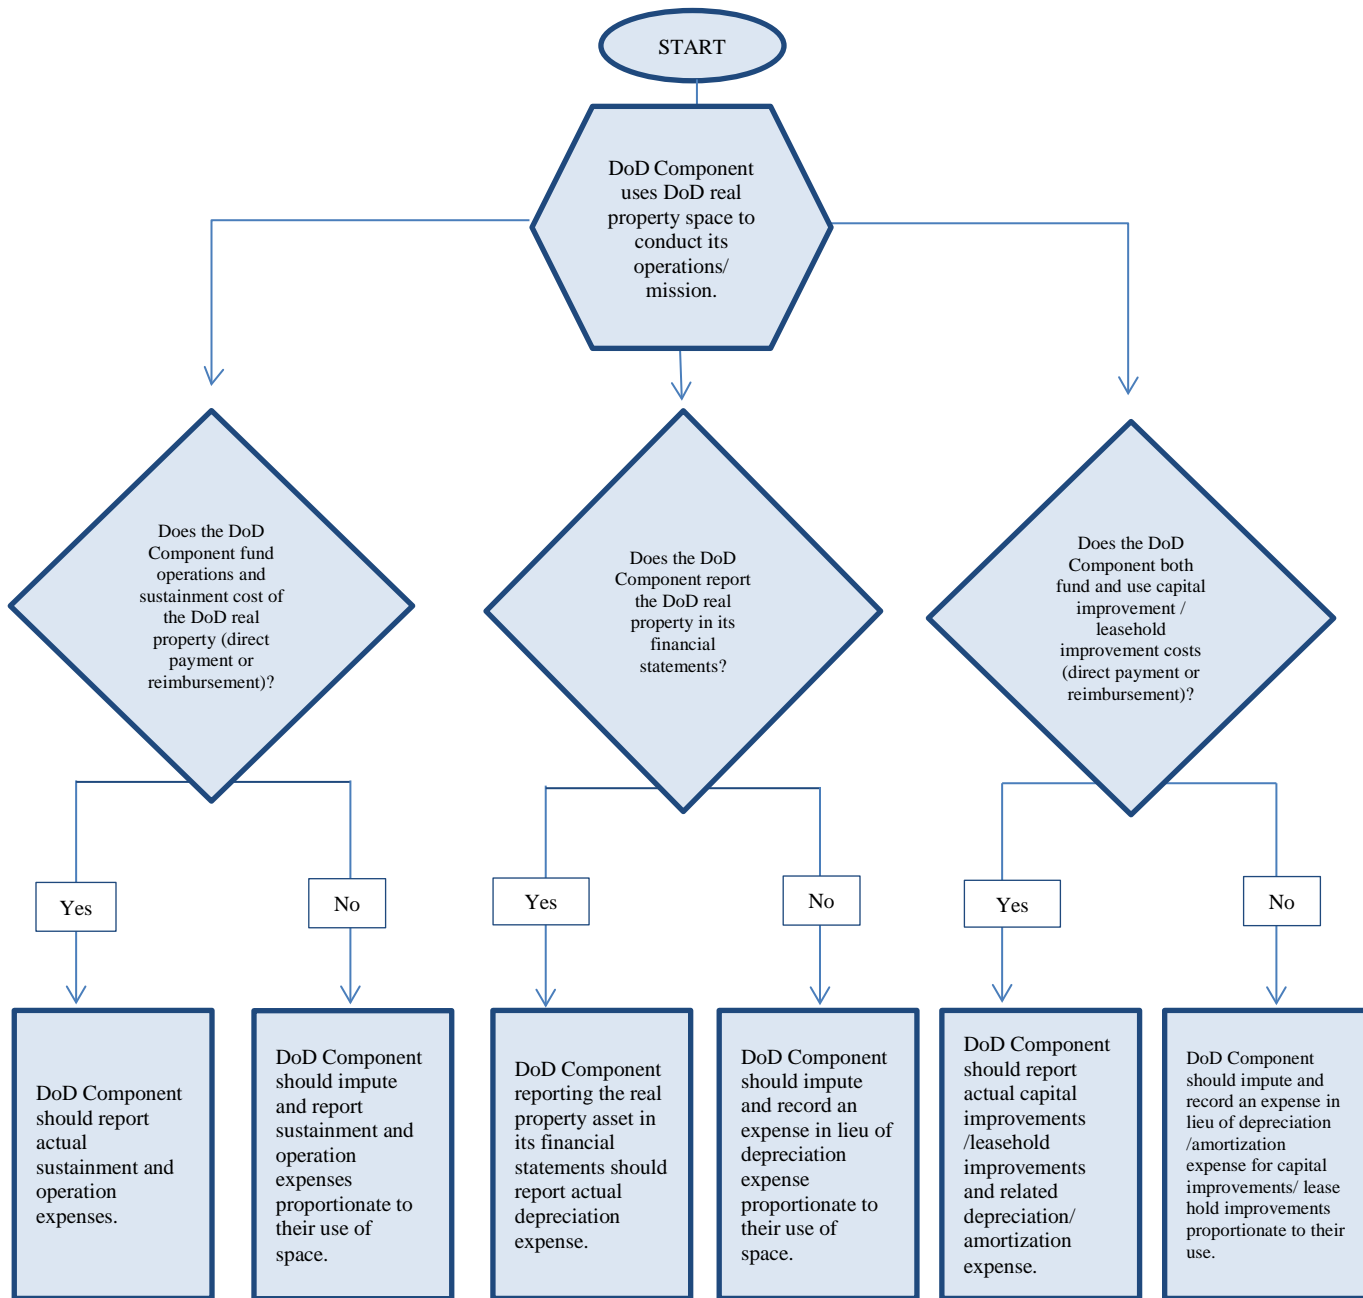 START
DoD Component
uses DoD real
property space to
conduct its
operations/
mission.
Does the DoD
Component fund
operations and
sustainment cost of
the DoD real
property (direct
payment or
reimbursement)?
Does the DoD
Component report
the DoD real
property in its
financial
statements?
Does the DoD
Component both
fund and use capital
improvement /
leasehold
improvement costs
(direct payment or
reimbursement)?
Yes
No
Yes
No
Yes
No
DoD Component
should report
actual
sustainment and
operation
expenses.
DoD Component
should impute
and report
sustainment and
operation
expenses
proportionate to
their use of
space.
DoD Component
reporting the real
property asset in
its financial
statements should
report actual
depreciation
expense.
DoD Component
should impute
and record an
expense in lieu of
depreciation
expense
proportionate to
their use of
space.
DoD Component
should report
actual capital
improvements
/leasehold
improvements
and related
depreciation/
amortization
expense.
DoD Component
should impute and
record an expense in
lieu of depreciation
/amortization
expense for capital
improvements/ lease
hold improvements
proportionate to their
use.